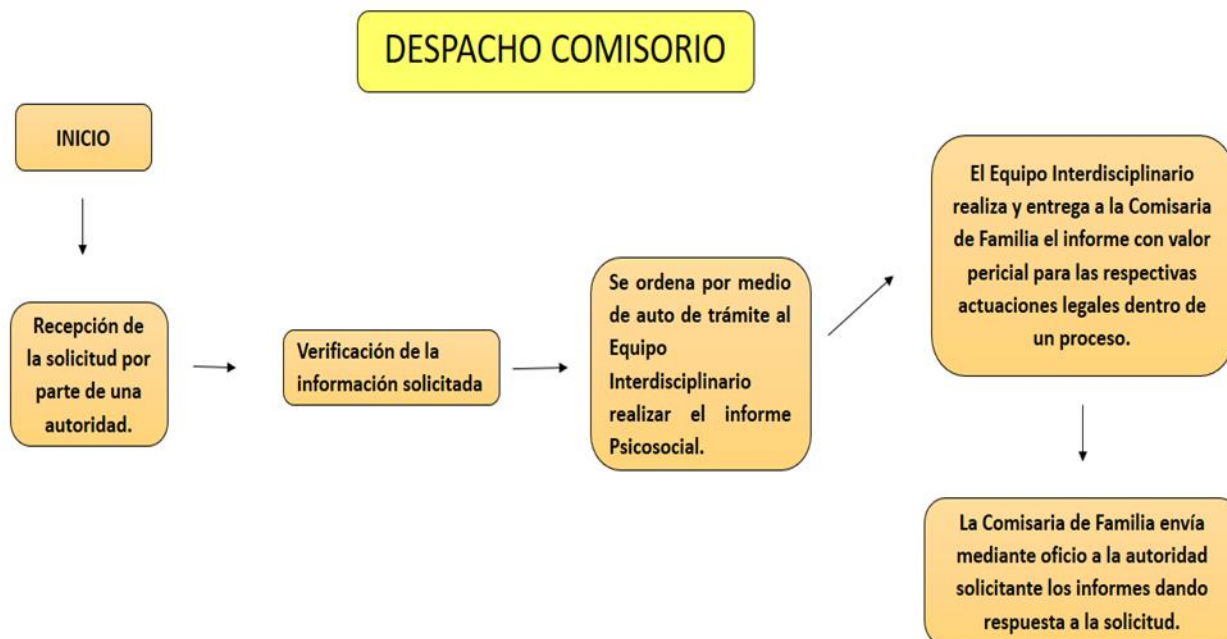 DESPACHO COMISORIO
INICIO
Recepción de
la solicitud por
parte de una
autoridad.
Verificación de la
información solicitada
Se ordena por medio
de auto de trámite al
Equipo
Interdisciplinario
realizar el informe
Psicosocial.
El Equipo Interdisciplinario
realiza y entrega a la Comisaria
de Familia el informe con valor
pericial para las respectivas
actuaciones legales dentro de
un proceso.
La Comisaria de Familia envía
mediante oficio a la autoridad
solicitante los informes dando
respuesta a la solicitud.